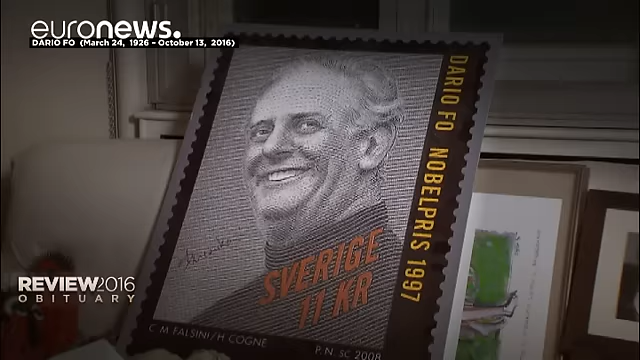 euronews.
DARIO FO (March 24, 1926 - October 13, 2016)
DARIO FO NOBELPRIS 1997
SVERIGE
11 KR
C M FALSINI/H COGNE
P.N. SC 2008
REVIEW2016
OBITUARY